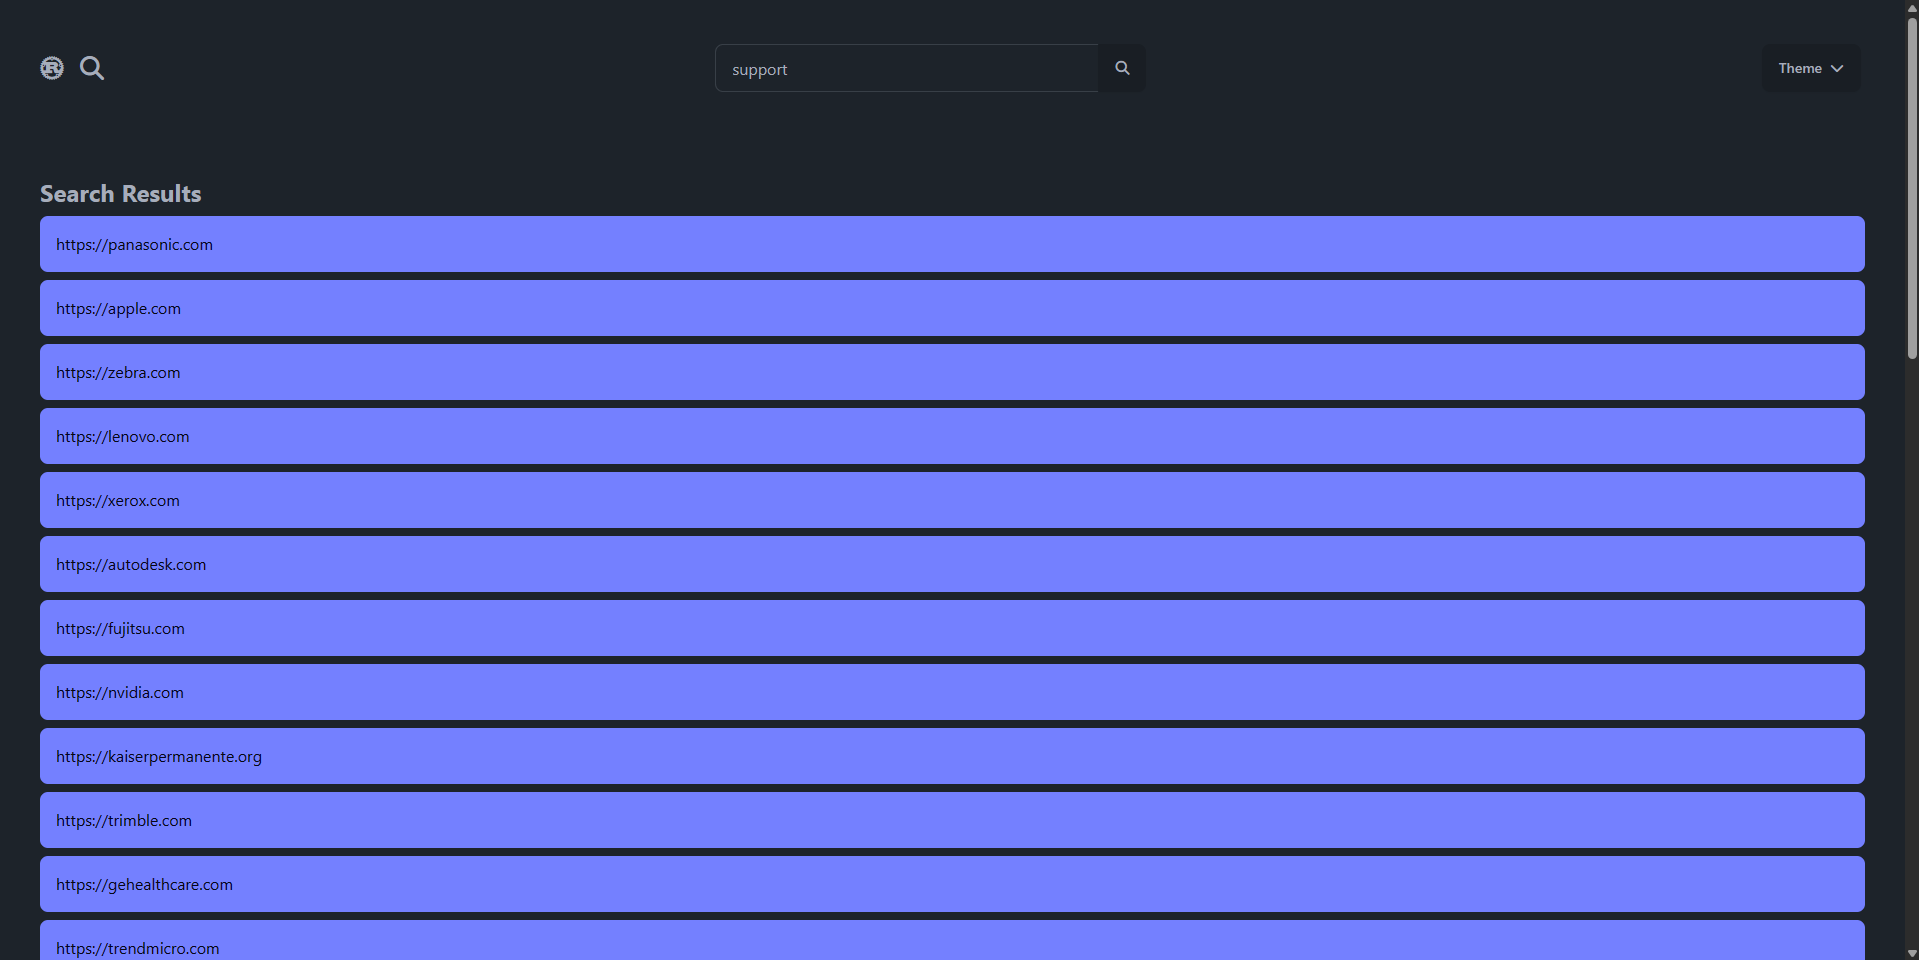 support
Theme
Search Results
https://panasonic.com
https://apple.com
https://zebra.com
https://lenovo.com
https://xerox.com
https://autodesk.com
https://fujitsu.com
https://nvidia.com
https://kaiserpermanente.org
https://trimble.com
https://gehealthcare.com
https://trendmicro.com